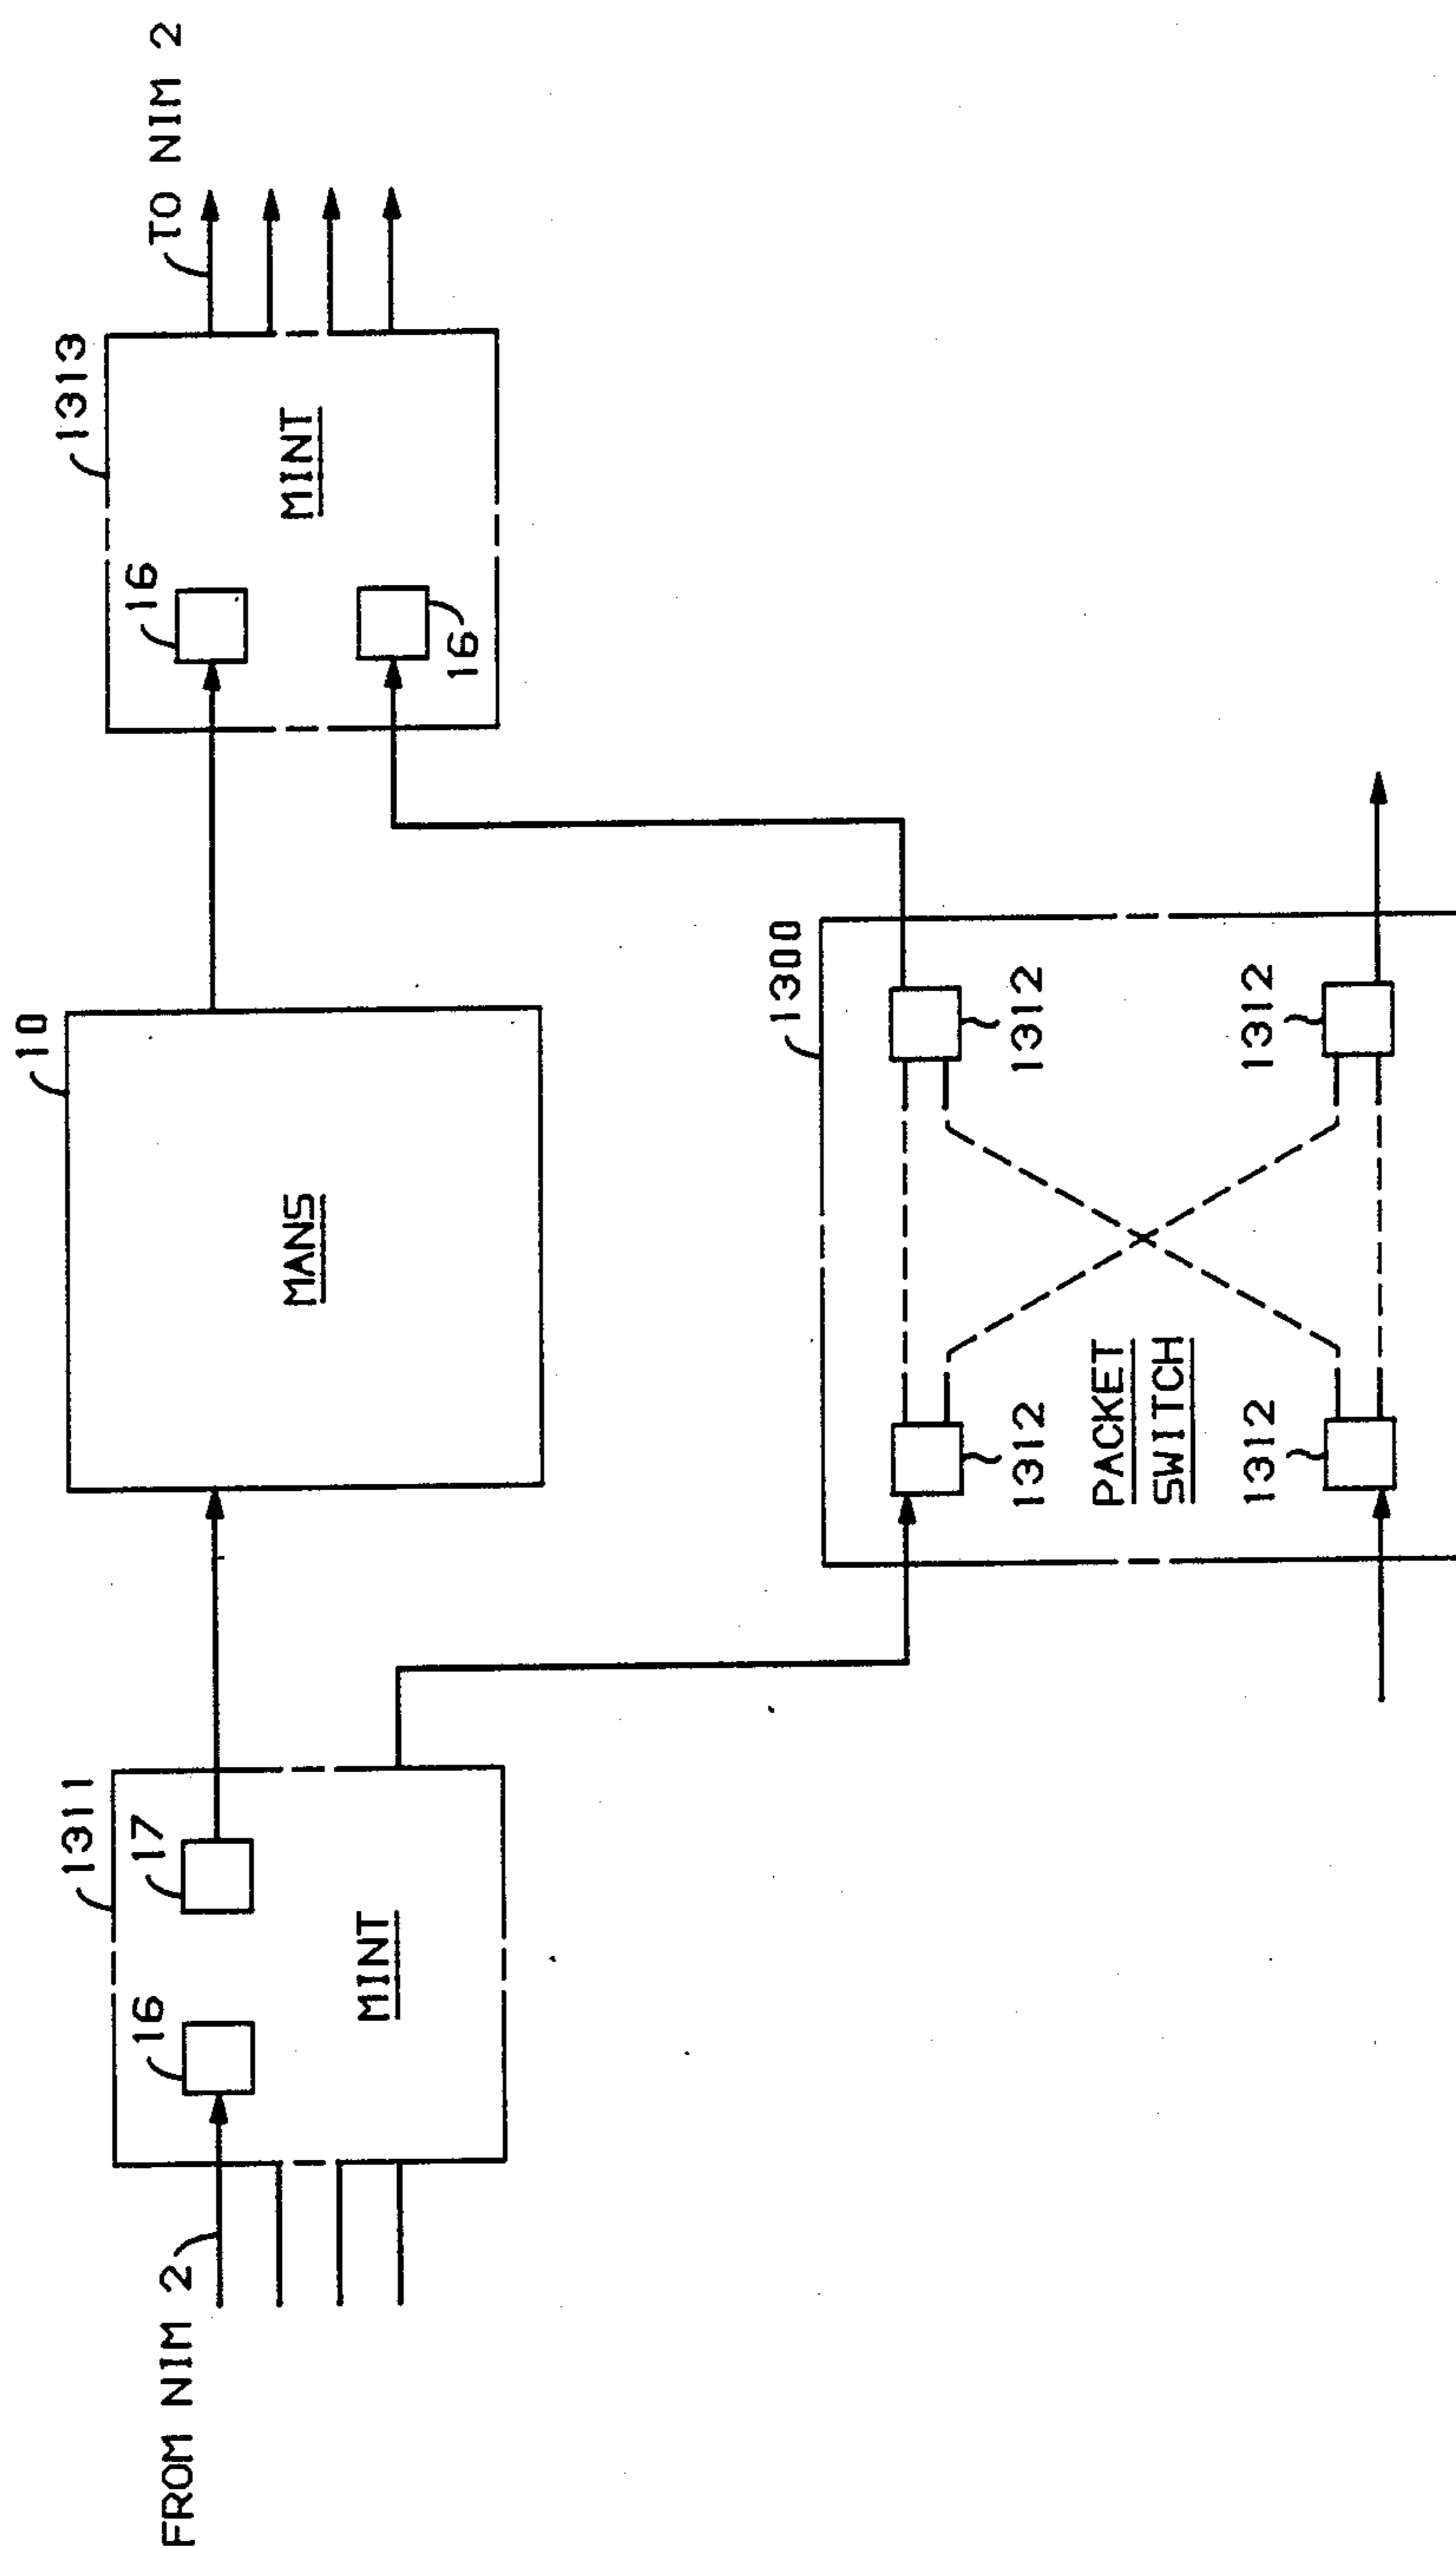 10
1311
1313
FROM NIM 2
16
17
16
TO NIM 2
MANS
MINT
MINT
16
1300
1312
1312
PACKET
SWITCH
1312
1312